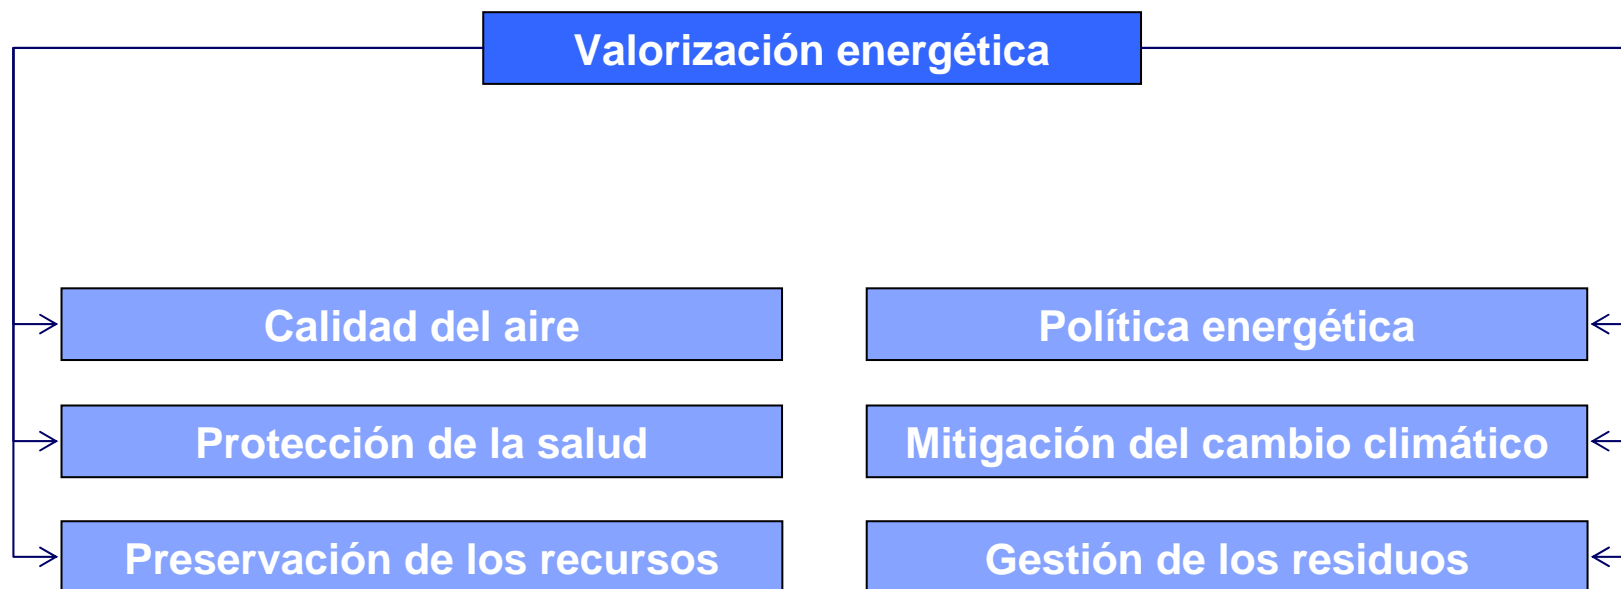 Valorización energética
Calidad del aire
Política energética
Protección de la salud
Mitigación del cambio climático
Preservación de los recursos
Gestión de los residuos